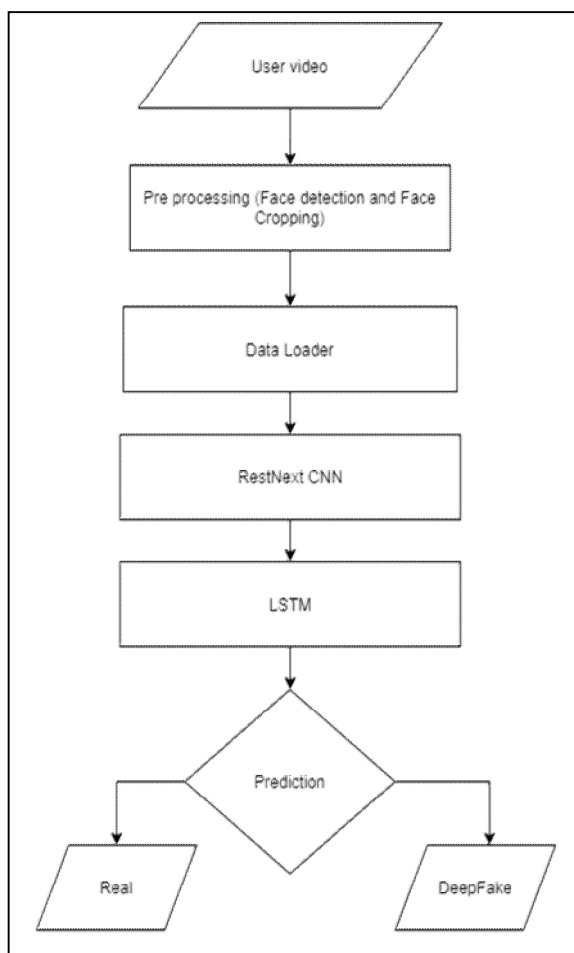 User video
Pre processing (Face detection and Face
Cropping)
Data Loader
RestNext CNN
LSTM
Prediction
Real
DeepFake